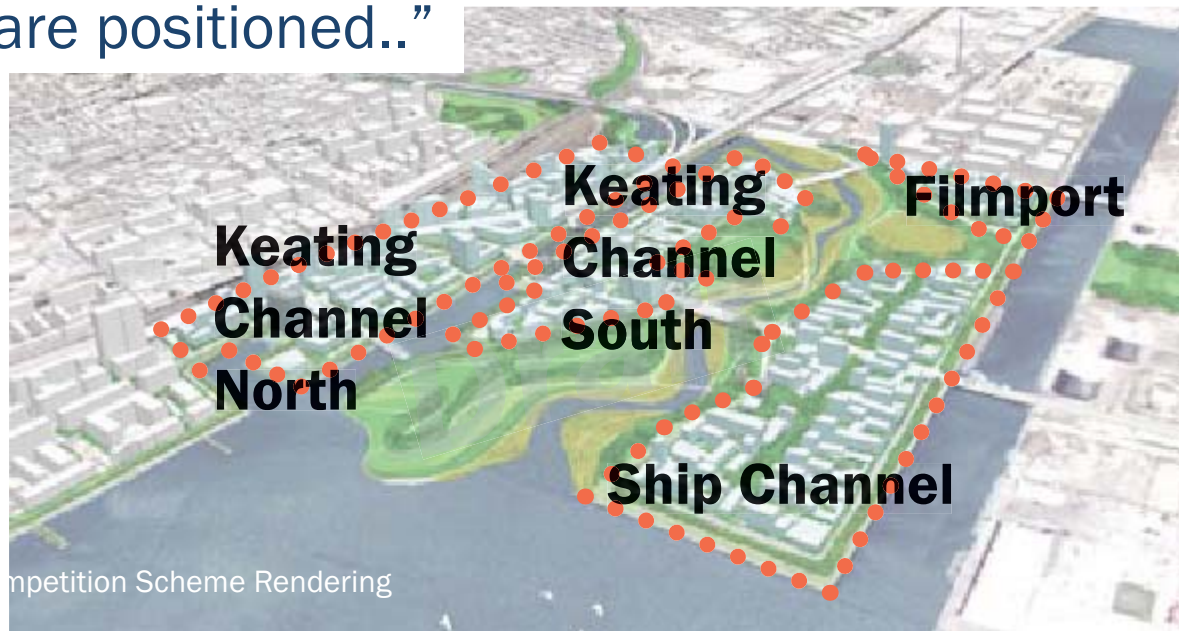 are positioned..”
Keating
Channel
North
Keating
Channel
South
Filmport
Ship Channel
mpetition Scheme Rendering